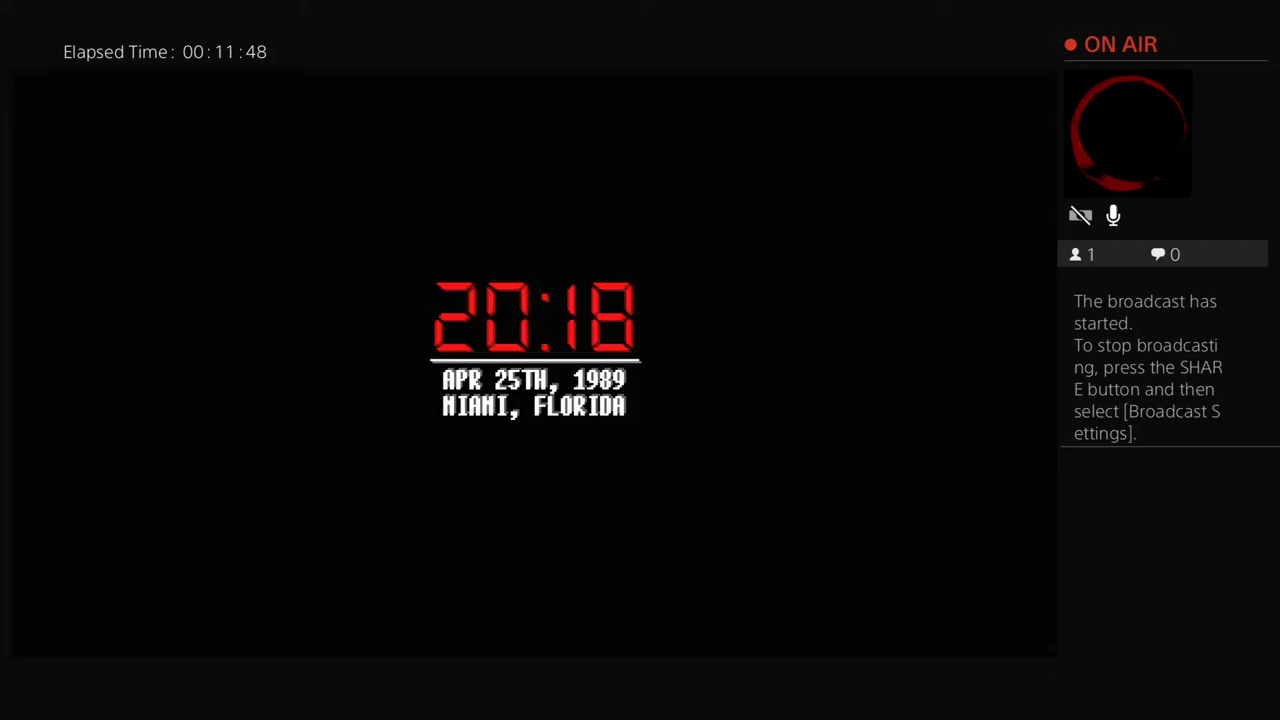 Elapsed Time: 00:11:48
ON AIR
1
0
20:18
APR 25TH, 1989
MIAMI, FLORIDA
The broadcast has
started.
To stop broadcasti
ng, press the SHAR
E button and then
select [Broadcast S
ettings].